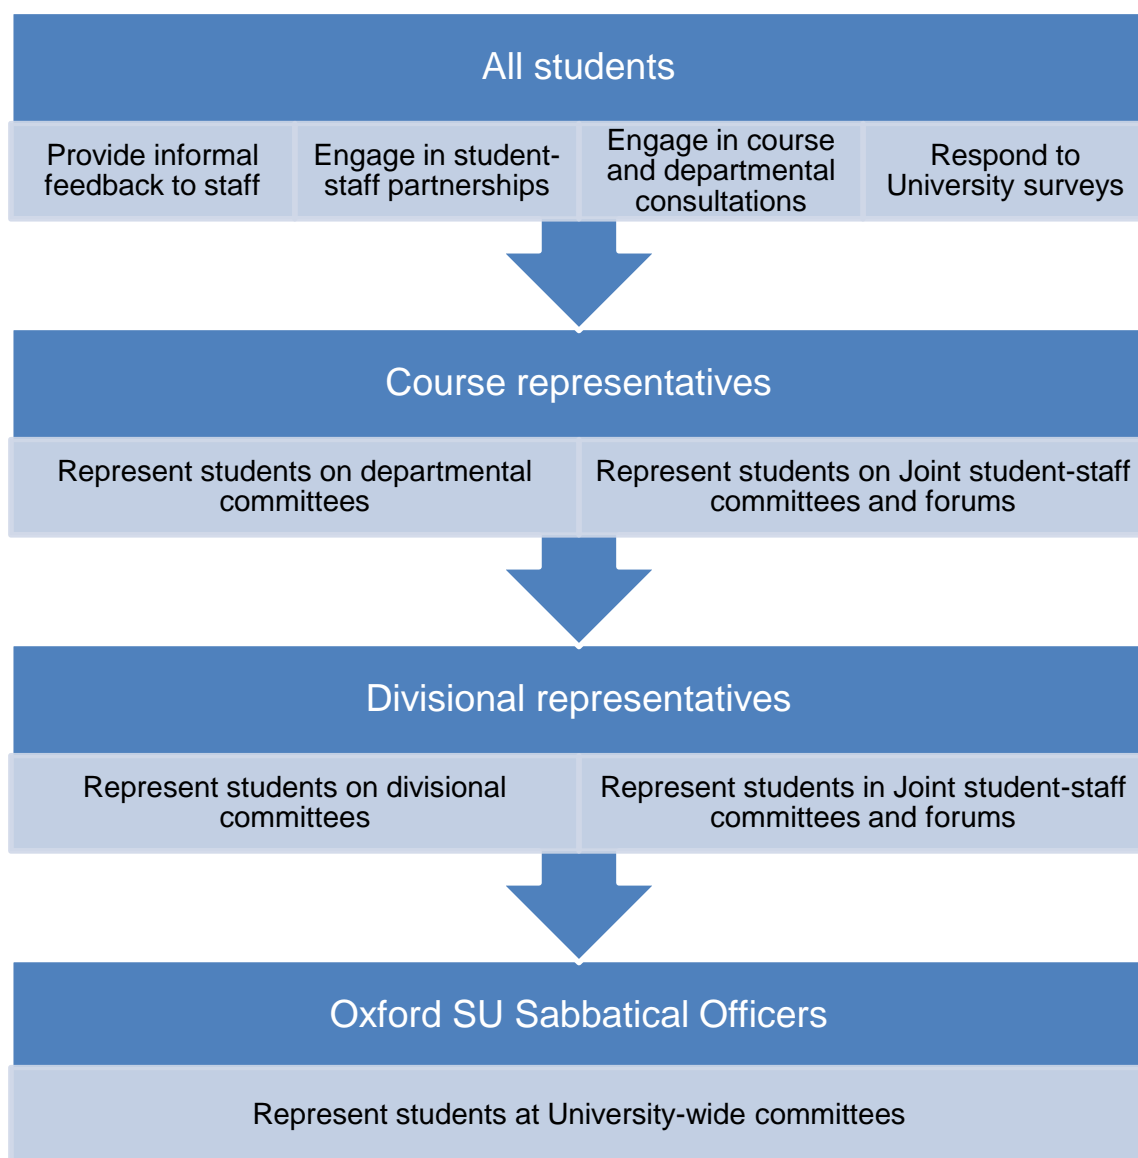 All students
Provide informal
feedback to staff
Engage in student-
staff partnerships
Engage in course
and departmental
consultations
Respond to
University surveys
Course representatives
Represent students on departmental
committees
Represent students on Joint student-staff
committees and forums
Divisional representatives
Represent students on divisional
committees
Represent students in Joint student-staff
committees and forums
Oxford SU Sabbatical Officers
Represent students at University-wide committees